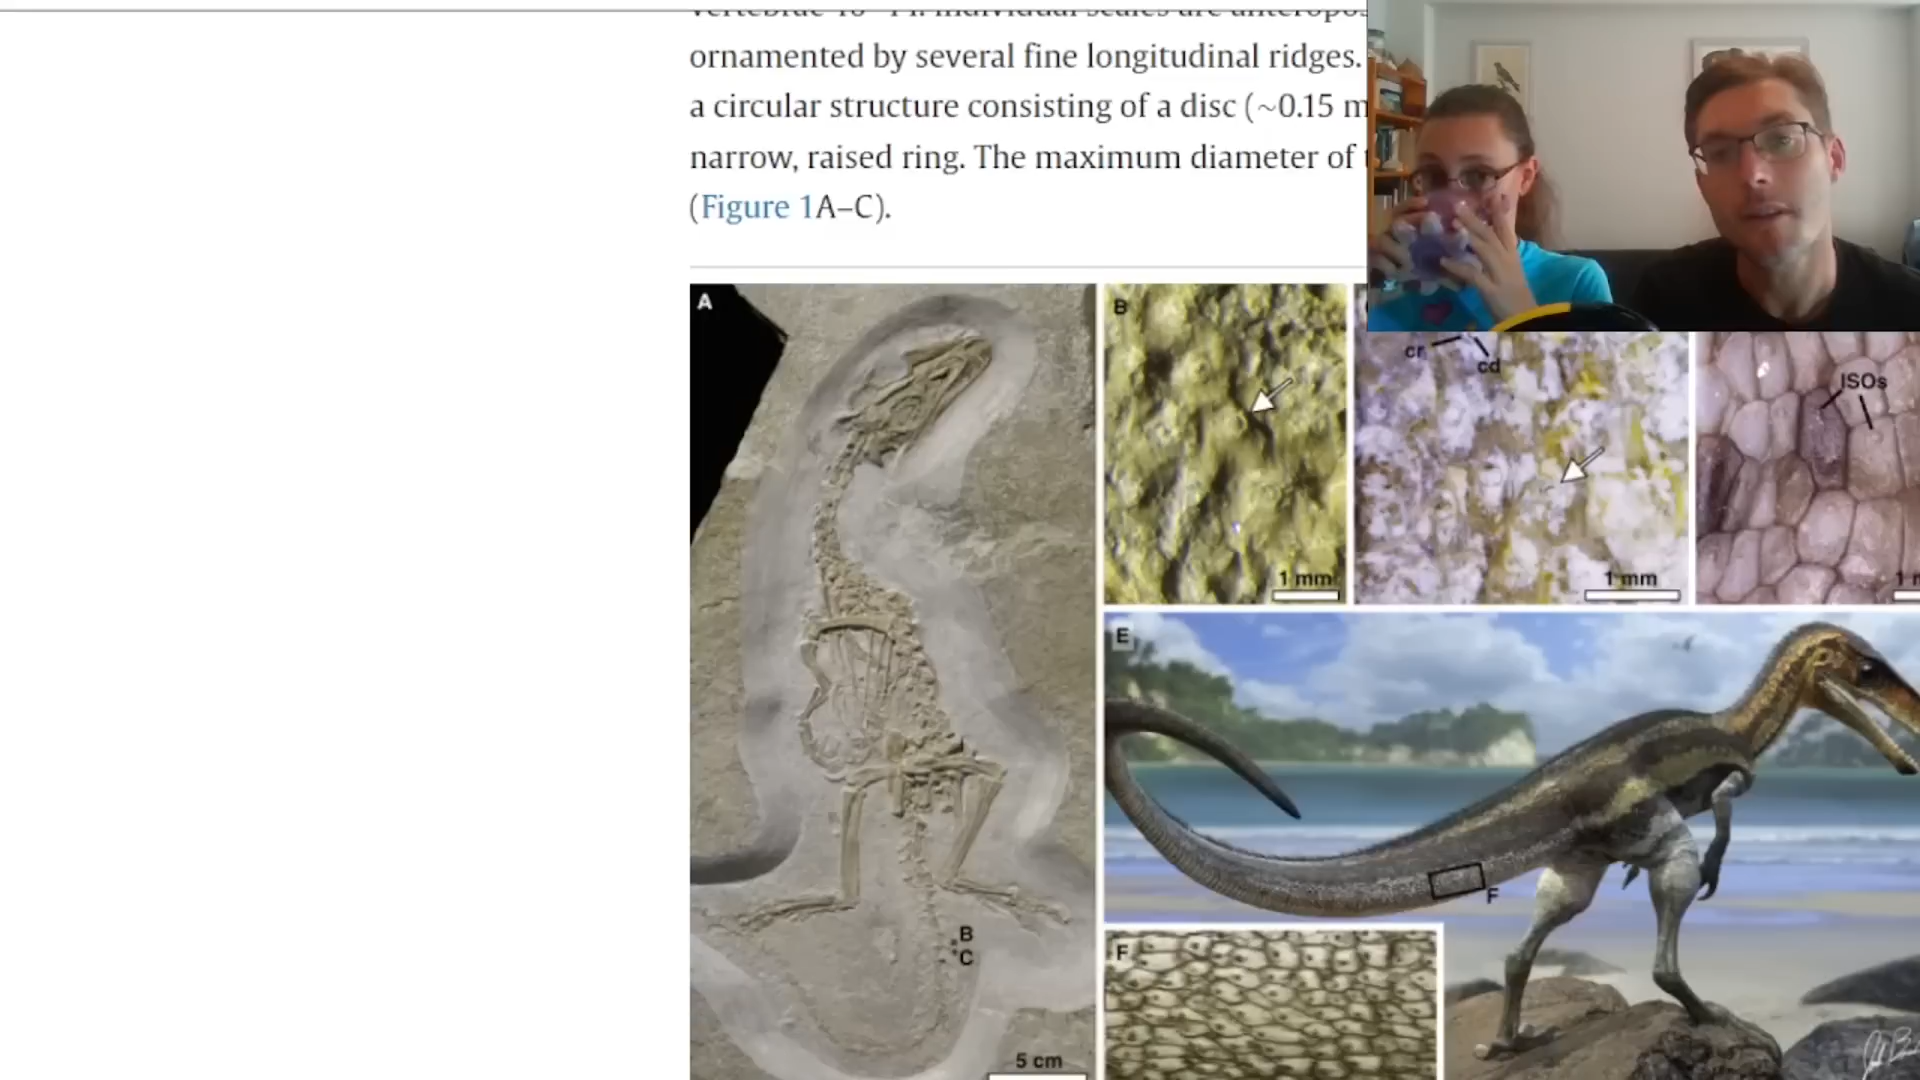 ornamented by several fine longitudinal ridges.
a circular structure consisting of a disc (~0.15 m
narrow, raised ring. The maximum diameter of
(Figure 1A–C).
A
B
cr
cd
ISOs
1 mm
1 mm
1 m
E
F
B
C
F
5 cm